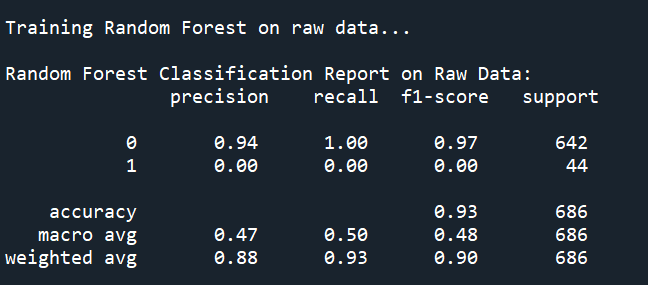 Training Random Forest on raw data...
Random Forest Classification Report on Raw Data:
precision recall f1-score support
0 0.94 1.00 0.97 642
1 0.00 0.00 0.00 44
accuracy 0.93 686
macro avg 0.47 0.50 0.48 686
weighted avg 0.88 0.93 0.90 686